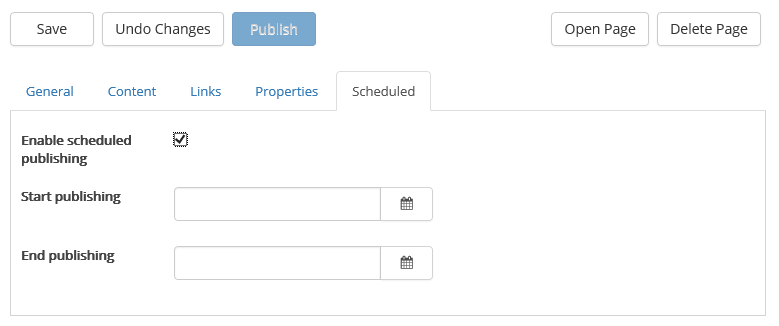 Save Undo Changes Publish Open Page Delete Page
General Content Links Properties Scheduled
Enable scheduled
publishing
Start publishing
End publishing